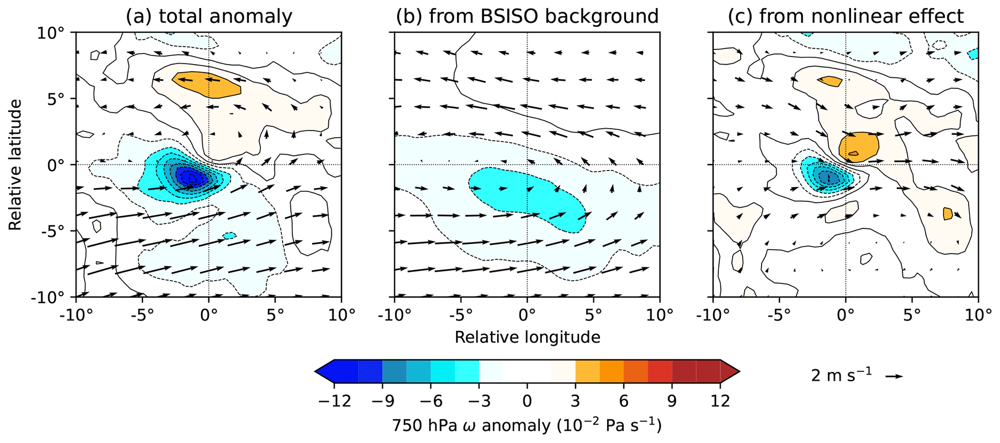 (a) total anomaly (b) from BSISO background (c) from nonlinear effect
10°
5°
0°
-5°
-10°
Relative latitude
-10° -5° 0° 5° 10° -10° -5° 0° 5° 10° -10° -5° 0° 5° 10°
Relative longitude
2 m s⁻¹
−12 −9 −6 −3 0 3 6 9 12
750 hPa ω anomaly (10⁻² Pa s⁻¹)